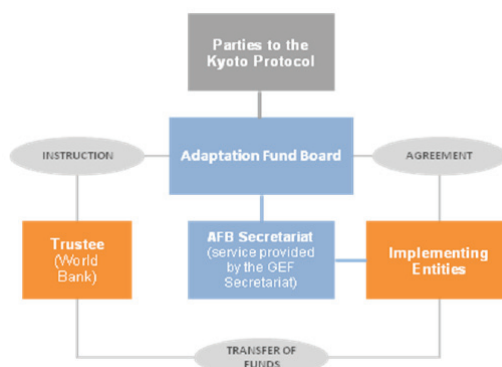 Parties to the
Kyoto Protocol
INSTRUCTION
Adaptation Fund Board
AGREEMENT
Trustee
(World
Bank)
AFB Secretariat
(service provided
by the GEF
Secretariat)
Implementing
Entities
TRANSFER OF
FUNDS